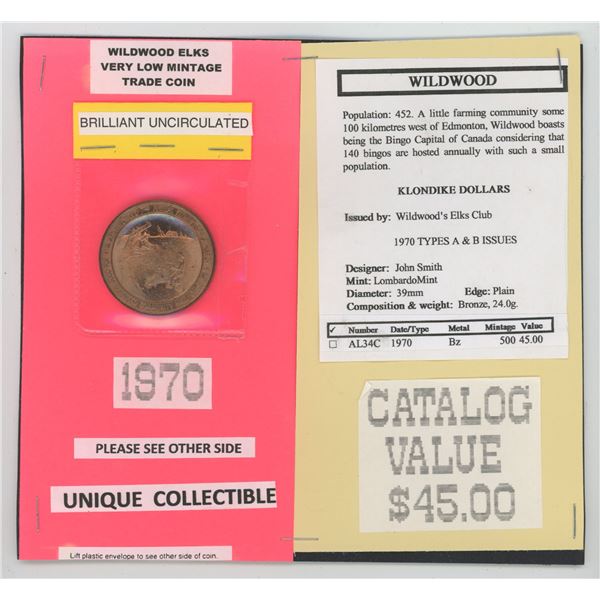 WILDWOOD ELKS
VERY LOW MINTAGE
TRADE COIN
BRILLIANT UNCIRCULATED
1970
PLEASE SEE OTHER SIDE
UNIQUE COLLECTIBLE
Lift plastic envelope to see other side of coin.
WILDWOOD
Population: 452. A little farming community some
100 kilometres west of Edmonton, Wildwood boasts
being the Bingo Capital of Canada considering that
140 bingos are hosted annually with such a small
population.
KLONDIKE DOLLARS
Issued by: Wildwood's Elks Club
1970 TYPES A & B ISSUES
Designer: John Smith
Mint: LombardoMint
Diameter: 39mm Edge: Plain
Composition & weight: Bronze, 24.0g.
✓ Number Date/Type Metal Mintage Value
☐ AL34C 1970 Bz 500 45.00
CATALOG
VALUE
$45.00